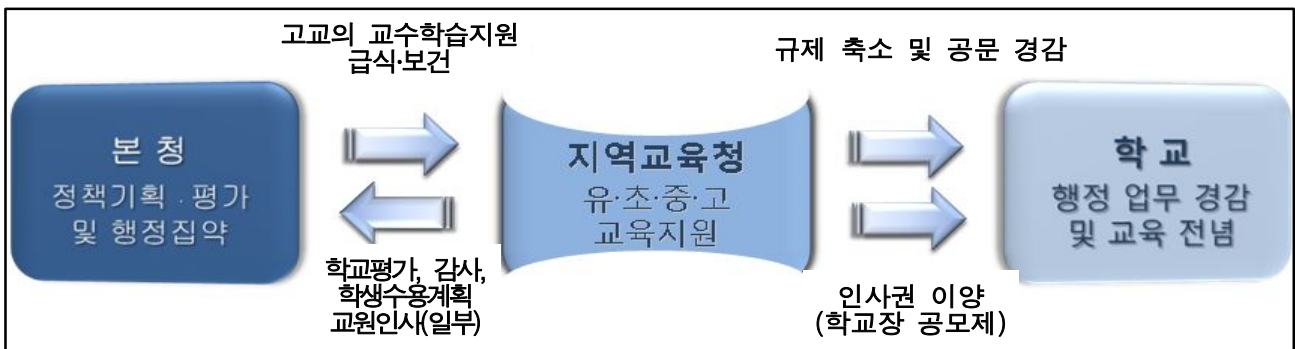 고교의 교수학습지원
급식·보건
규제 축소 및 공문 경감
본 청
정책기획 · 평가
및 행정집약
지역교육청
유·초·중·고
교육지원
학 교
행정 업무 경감
및 교육 전념
학교평가, 감사,
학생수용계획
교원인사(일부)
인사권 이양
(학교장 공모제)